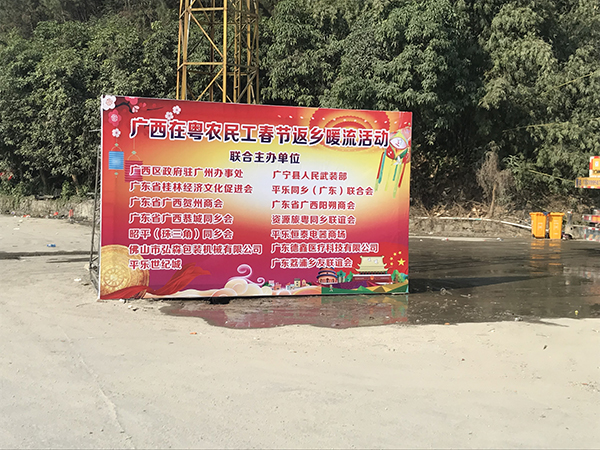 广西在粤农民工春节返乡暖流活动
联合主办单位
广西区政府驻广州办事处
广东省桂林经济文化促进会
广东省广西贺州商会
广东省广西恭城同乡会
昭平（珠三角）同乡会
佛山市弘森包装机械有限公司
平乐世纪城
广宁县人民武装部
平乐同乡（广东）联合会
广东省广西阳朔商会
资源旅粤同乡联谊会
平乐恒泰电器商场
广东德鑫医疗科技有限公司
广东荔浦乡友联谊会